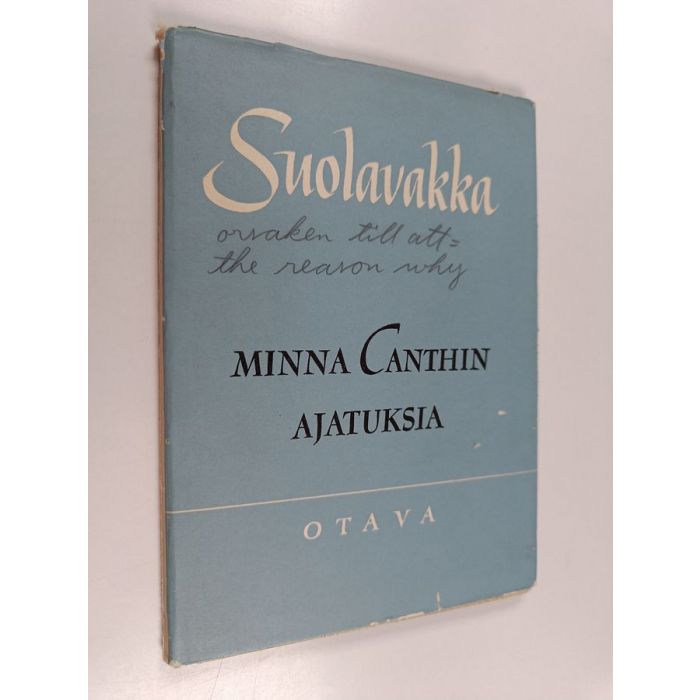 Suolavakka
orsaken till att=
the reason why
MINNA CANTHIN
AJATUKSIA
OTAVA